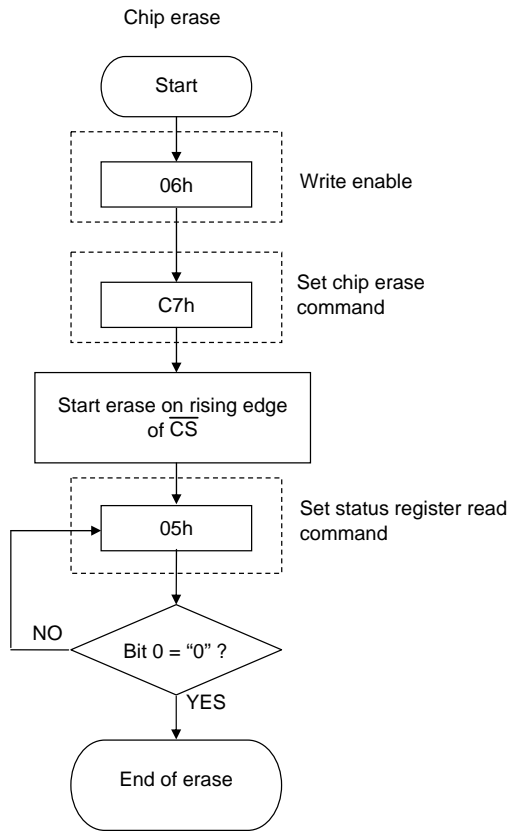 Chip erase
Start
06h
Write enable
C7h
Set chip erase
command
Start erase on rising edge
of C̅S̅
05h
Set status register read
command
NO
Bit 0 = “0” ?
YES
End of erase